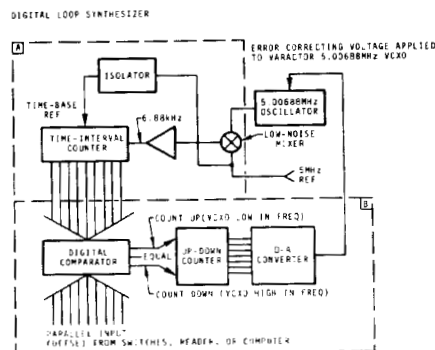 DIGITAL LOOP SYNTHESIZER
A
ERROR CORRECTING VOLTAGE APPLIED
TO VARACTOR 5.00688MHz VCXO
ISOLATOR
TIME-BASE
REF
6.88kHz
5.00688MHz
OSCILLATOR
LOW-NOISE
MIXER
TIME-INTERVAL
COUNTER
5MHz
REF
B
COUNT UP(VCXO LOW IN FREQ)
DIGITAL
COMPARATOR
EQUAL
UP-DOWN
COUNTER
D-A
CONVERTER
COUNT DOWN (VCXO HIGH IN FREQ)
PARALLEL INPUT
(OFFSET) FROM SWITCHES, READER, OR COMPUTER